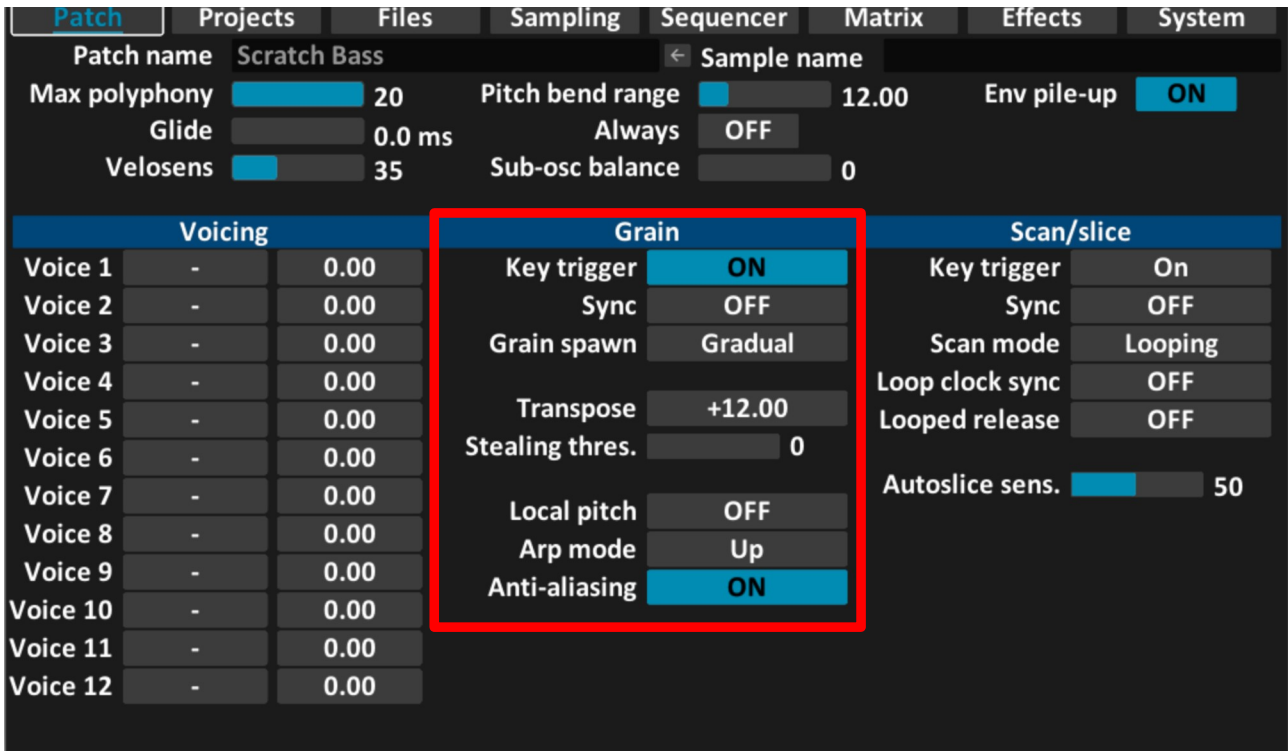 Patch Projects Files Sampling Sequencer Matrix Effects System
Patch name Scratch Bass ← Sample name
Max polyphony 20 Pitch bend range 12.00 Env pile-up ON
Glide 0.0 ms Always OFF
Velosens 35 Sub-osc balance 0
Voicing Grain Scan/slice
Voice 1 - 0.00 Key trigger ON Key trigger On
Voice 2 - 0.00 Sync OFF Sync OFF
Voice 3 - 0.00 Grain spawn Gradual Scan mode Looping
Voice 4 - 0.00 Loop clock sync OFF
Voice 5 - 0.00 Transpose +12.00 Looped release OFF
Voice 6 - 0.00 Stealing thres. 0
Voice 7 - 0.00 Autoslice sens. 50
Voice 8 - 0.00 Local pitch OFF
Voice 9 - 0.00 Arp mode Up
Voice 10 - 0.00 Anti-aliasing ON
Voice 11 - 0.00
Voice 12 - 0.00